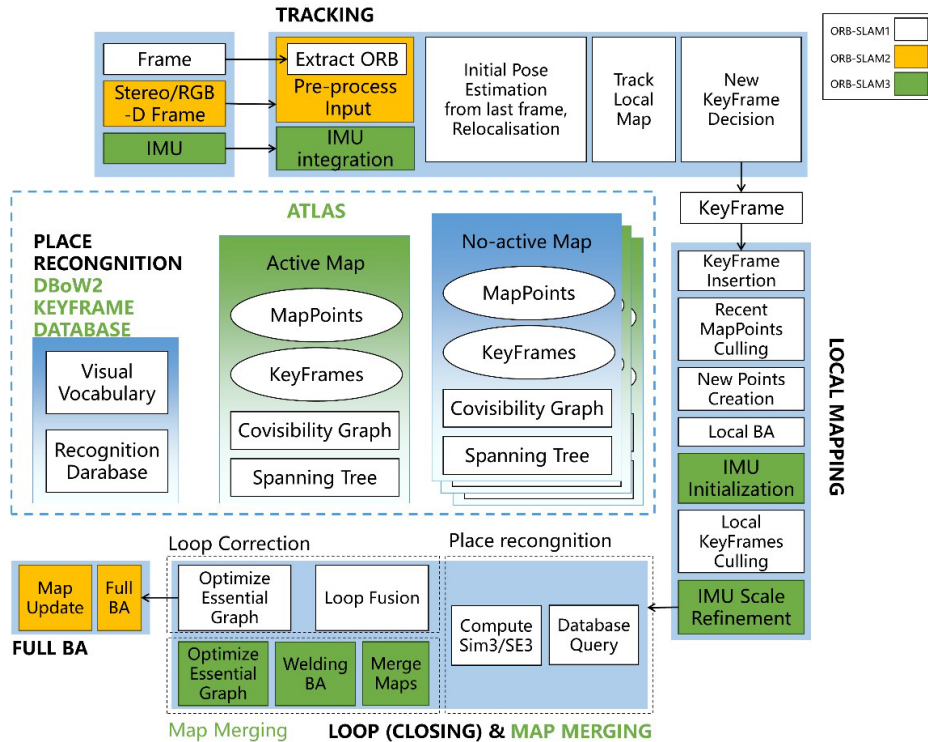 TRACKING
ORB-SLAM1
ORB-SLAM2
ORB-SLAM3
Frame
Stereo/RGB
-D Frame
IMU
Extract ORB
Pre-process
Input
IMU
integration
Initial Pose
Estimation
from last frame,
Relocalisation
Track
Local
Map
New
KeyFrame
Decision
KeyFrame
ATLAS
PLACE
RECONGNITION
DBoW2
KEYFRAME
DATABASE
Visual
Vocabulary
Recognition
Darabase
Active Map
MapPoints
KeyFrames
Covisibility Graph
Spanning Tree
No-active Map
MapPoints
KeyFrames
Covisibility Graph
Spanning Tree
KeyFrame
Insertion
Recent
MapPoints
Culling
New Points
Creation
Local BA
IMU
Initialization
Local
KeyFrames
Culling
IMU Scale
Refinement
LOCAL MAPPING
Loop Correction
Place recongnition
Map
Update
Full
BA
FULL BA
Optimize
Essential
Graph
Loop Fusion
Compute
Sim3/SE3
Database
Query
Optimize
Essential
Graph
Welding
BA
Merge
Maps
Map Merging
LOOP (CLOSING) & MAP MERGING